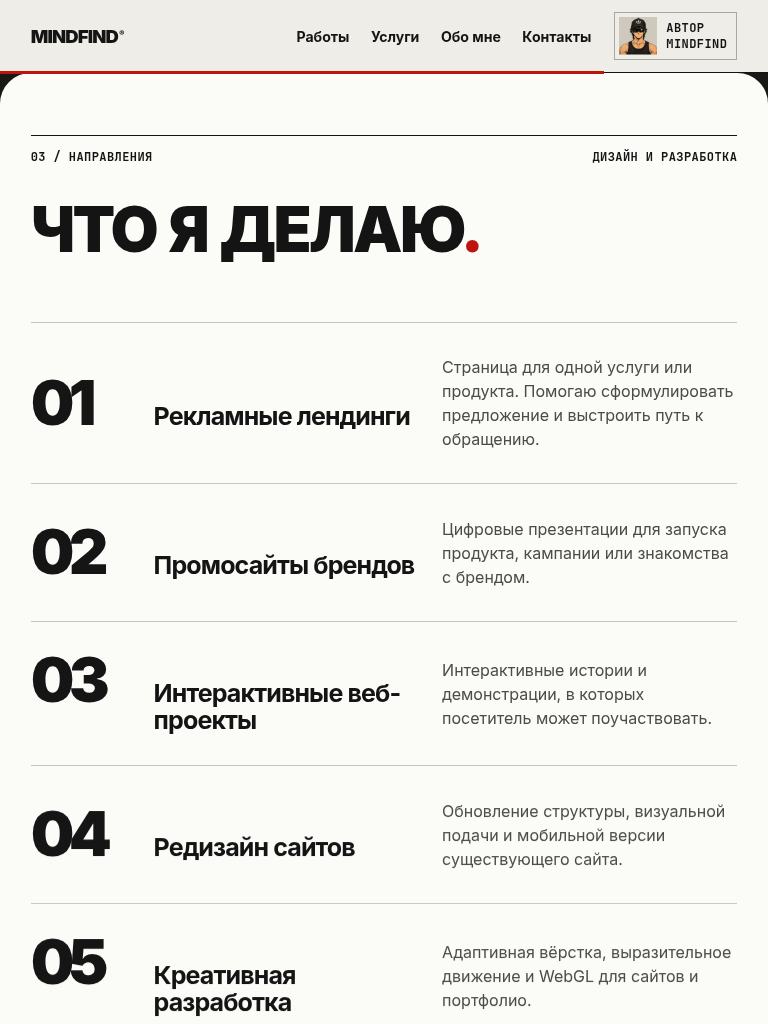 MINDFIND®
Работы Услуги Обо мне Контакты
АВТОР
MINDFIND
03 / НАПРАВЛЕНИЯ
ДИЗАЙН И РАЗРАБОТКА
ЧТО Я ДЕЛАЮ.
01
Рекламные лендинги
Страница для одной услуги или
продукта. Помогаю сформулировать
предложение и выстроить путь к
обращению.
02
Промосайты брендов
Цифровые презентации для запуска
продукта, кампании или знакомства
с брендом.
03
Интерактивные веб-
проекты
Интерактивные истории и
демонстрации, в которых
посетитель может поучаствовать.
04
Редизайн сайтов
Обновление структуры, визуальной
подачи и мобильной версии
существующего сайта.
05
Креативная
разработка
Адаптивная вёрстка, выразительное
движение и WebGL для сайтов и
портфолио.